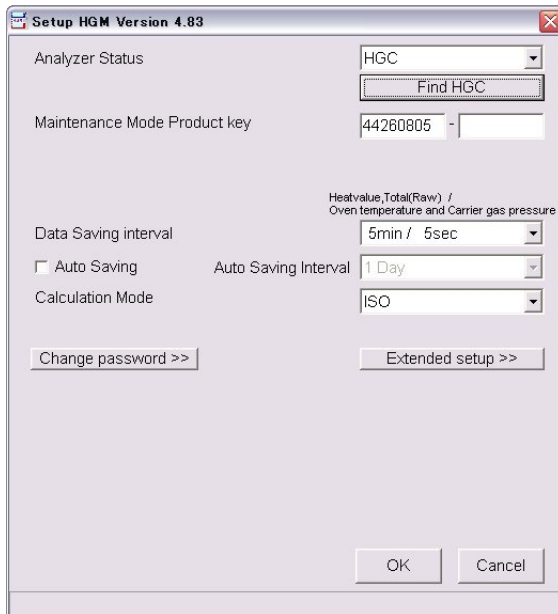 Setup HGM Version 4.83
Analyzer Status
HGC
Find HGC
Maintenance Mode Product key
44260805 -
Heatvalue,Total(Raw) /
Oven temperature and Carrier gas pressure
Data Saving interval
5min / 5sec
Auto Saving
Auto Saving Interval
1 Day
Calculation Mode
ISO
Change password >>
Extended setup >>
OK
Cancel